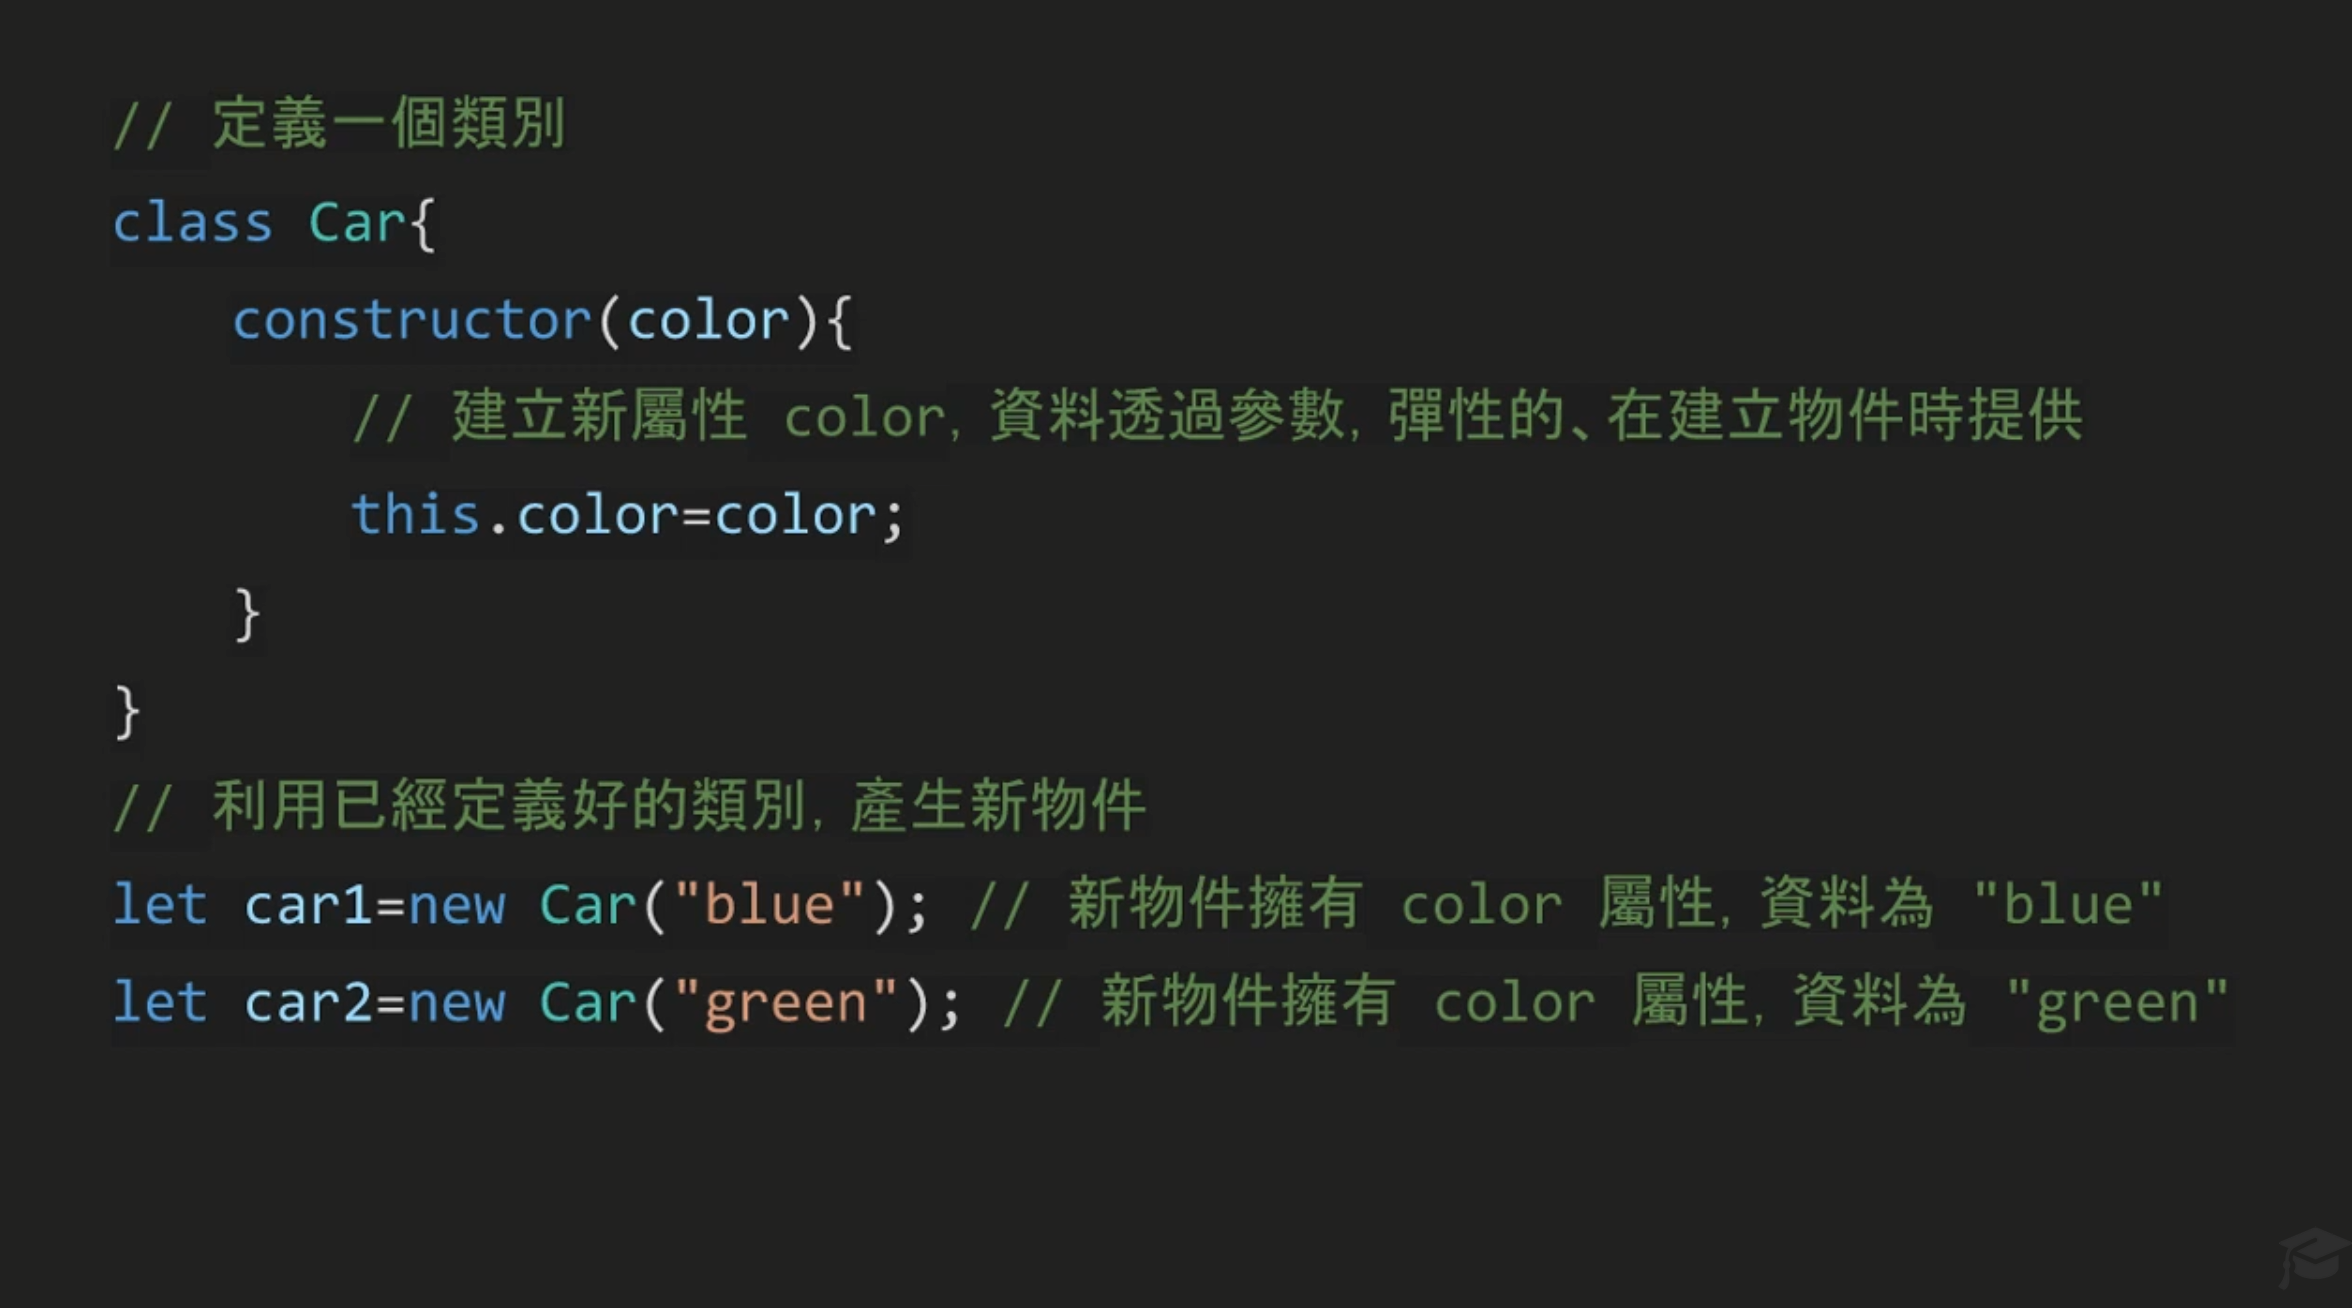 // 定義一個類別
class Car{
    constructor(color){
        // 建立新屬性 color, 資料透過參數, 彈性的、在建立物件時提供
        this.color=color;
    }
}
// 利用已經定義好的類別, 產生新物件
let car1=new Car("blue"); // 新物件擁有 color 屬性, 資料為 "blue"
let car2=new Car("green"); // 新物件擁有 color 屬性, 資料為 "green"